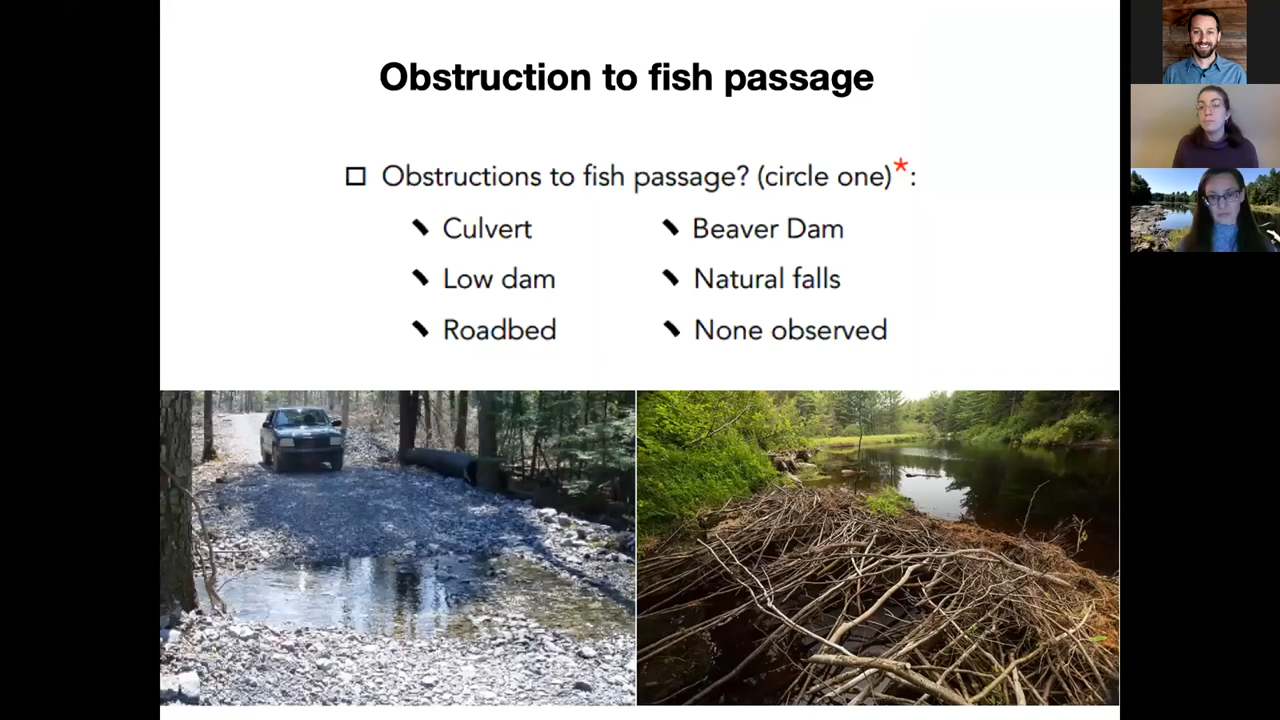 Obstruction to fish passage
Obstructions to fish passage? (circle one)*:
Culvert
Beaver Dam
Low dam
Natural falls
Roadbed
None observed